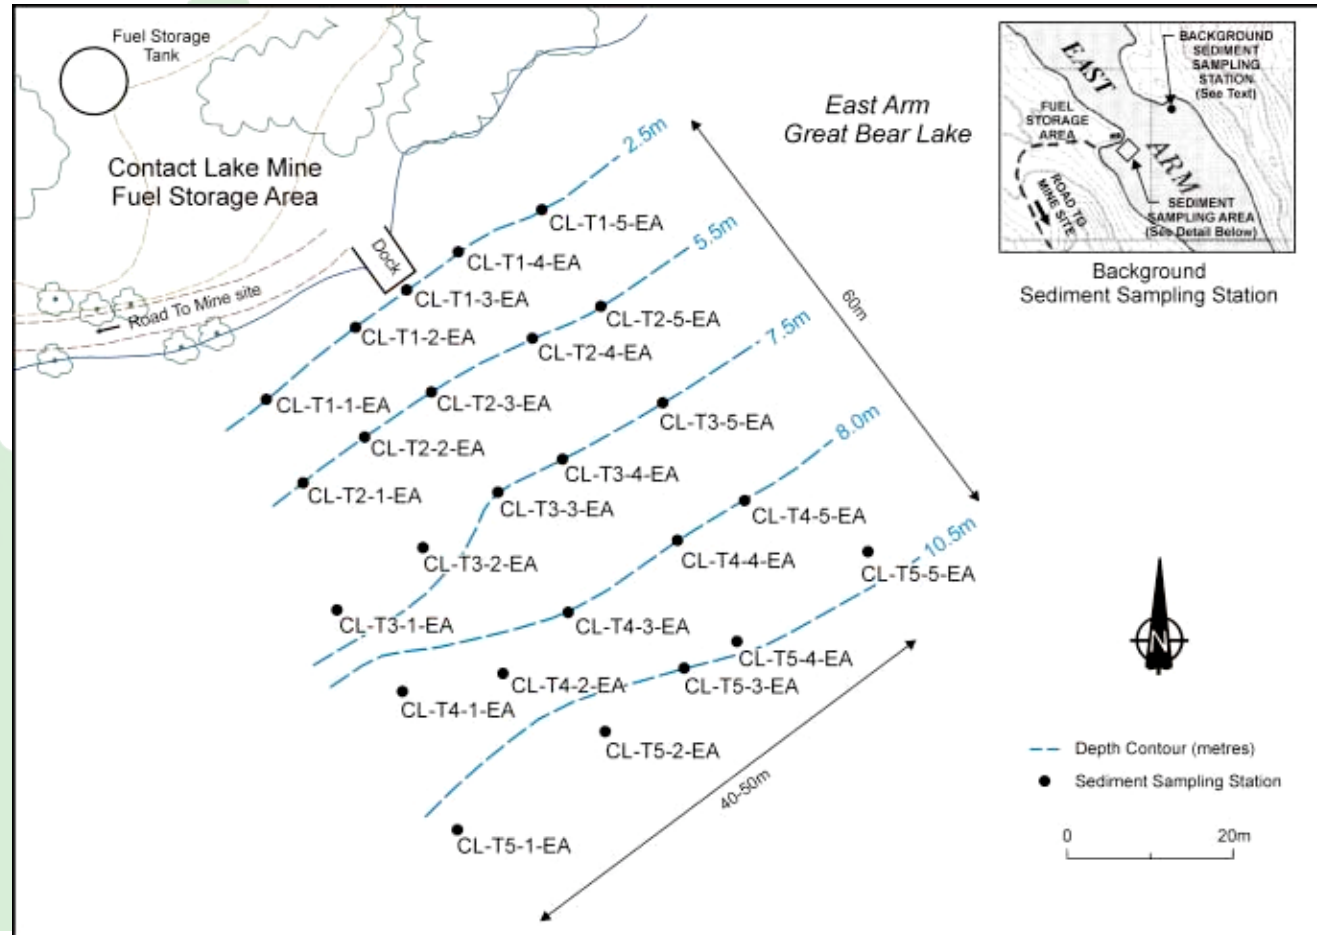 Fuel Storage
Tank
Contact Lake Mine
Fuel Storage Area
East Arm
Great Bear Lake
EAST
ARM
BACKGROUND
SEDIMENT
SAMPLING
STATION
(See Text)
FUEL
STORAGE
AREA
ROAD TO
MINE SITE
SEDIMENT
SAMPLING AREA
(See Detail Below)
Background
Sediment Sampling Station
Dock
Road To Mine site
2.5m
5.5m
7.5m
8.0m
10.5m
60m
40-50m
CL-T1-5-EA
CL-T1-4-EA
CL-T1-3-EA
CL-T1-2-EA
CL-T1-1-EA
CL-T2-5-EA
CL-T2-4-EA
CL-T2-3-EA
CL-T2-2-EA
CL-T2-1-EA
CL-T3-5-EA
CL-T3-4-EA
CL-T3-3-EA
CL-T3-2-EA
CL-T3-1-EA
CL-T4-5-EA
CL-T4-4-EA
CL-T4-3-EA
CL-T4-2-EA
CL-T4-1-EA
CL-T5-5-EA
CL-T5-4-EA
CL-T5-3-EA
CL-T5-2-EA
CL-T5-1-EA
N
Depth Contour (metres)
Sediment Sampling Station
0 20m